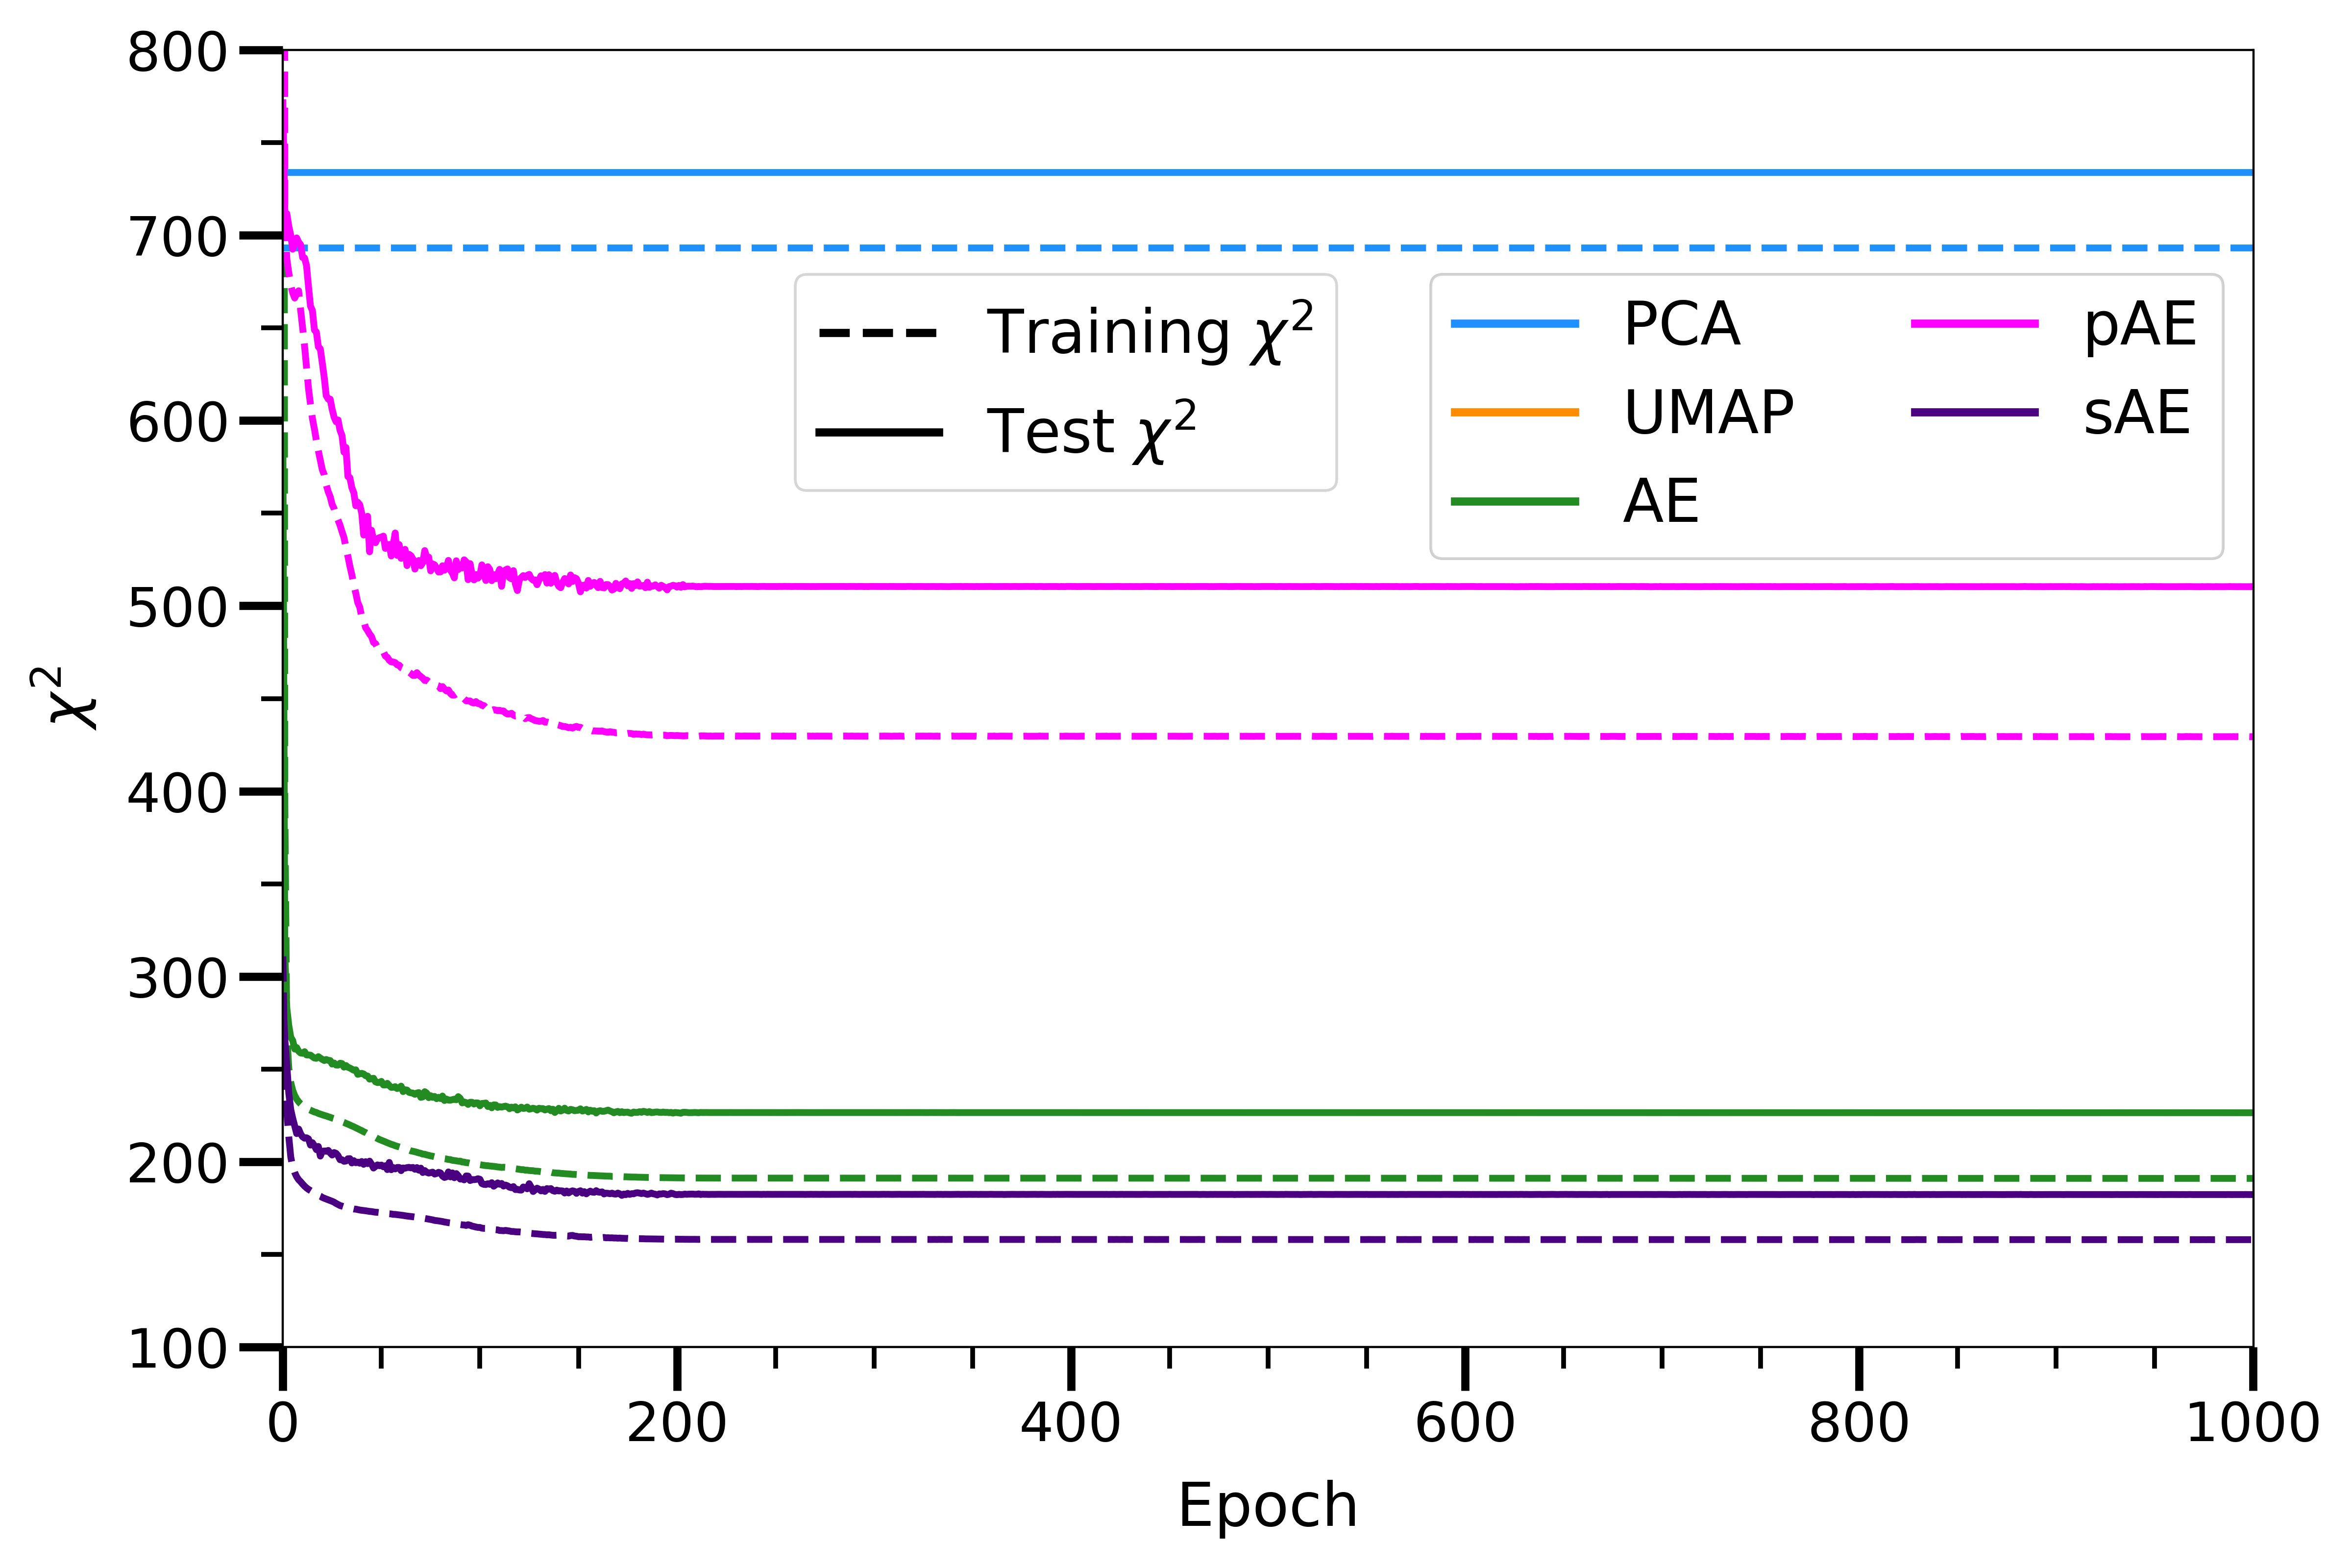 800
700
600
500
400
300
200
100
χ²
0 200 400 600 800 1000
Epoch
Training χ²
Test χ²
PCA
UMAP
AE
pAE
sAE